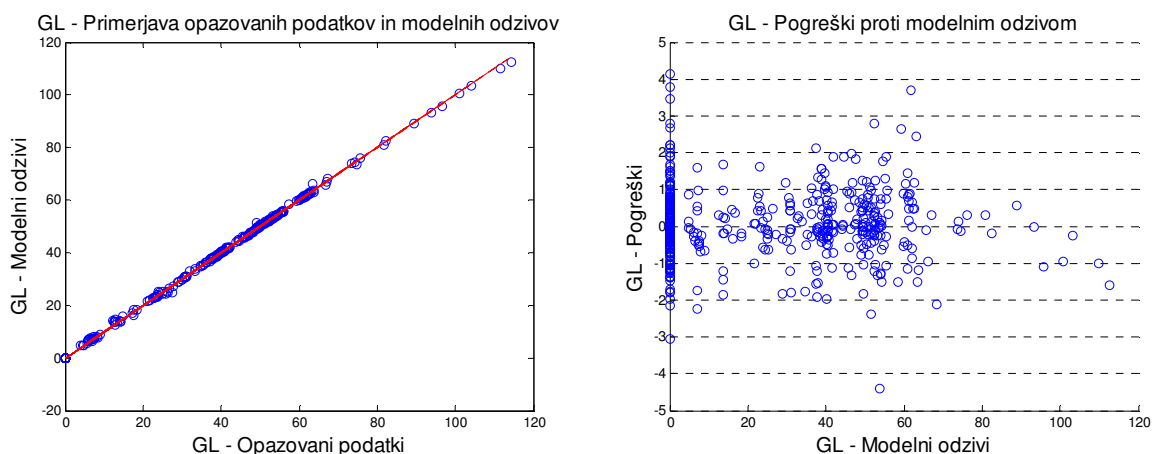 GL - Primerjava opazovanih podatkov in modelnih odzivov
120
100
80
60
40
20
0
-20
0 20 40 60 80 100 120
GL - Modelni odzivi
GL - Opazovani podatki
GL - Pogreški proti modelnim odzivom
5
4
3
2
1
0
-1
-2
-3
-4
-5
0 20 40 60 80 100 120
GL - Pogreški
GL - Modelni odzivi